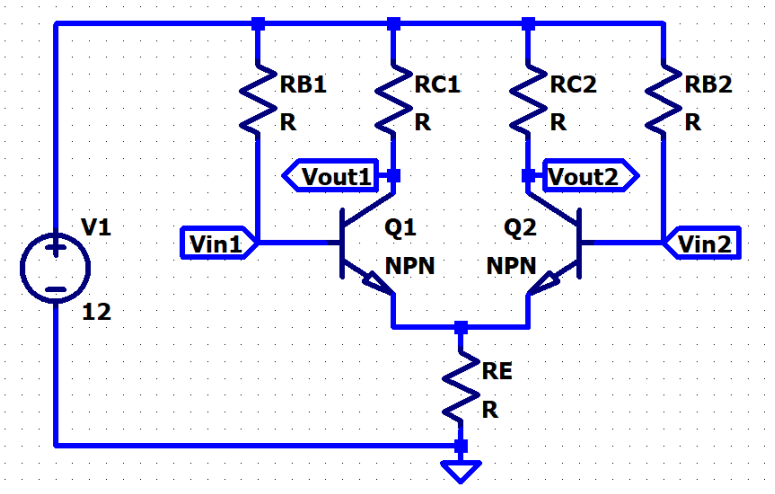 RB1
R
RC1
R
RC2
R
RB2
R
Vout1
Vout2
V1
12
Vin1
Q1
NPN
Q2
NPN
Vin2
RE
R